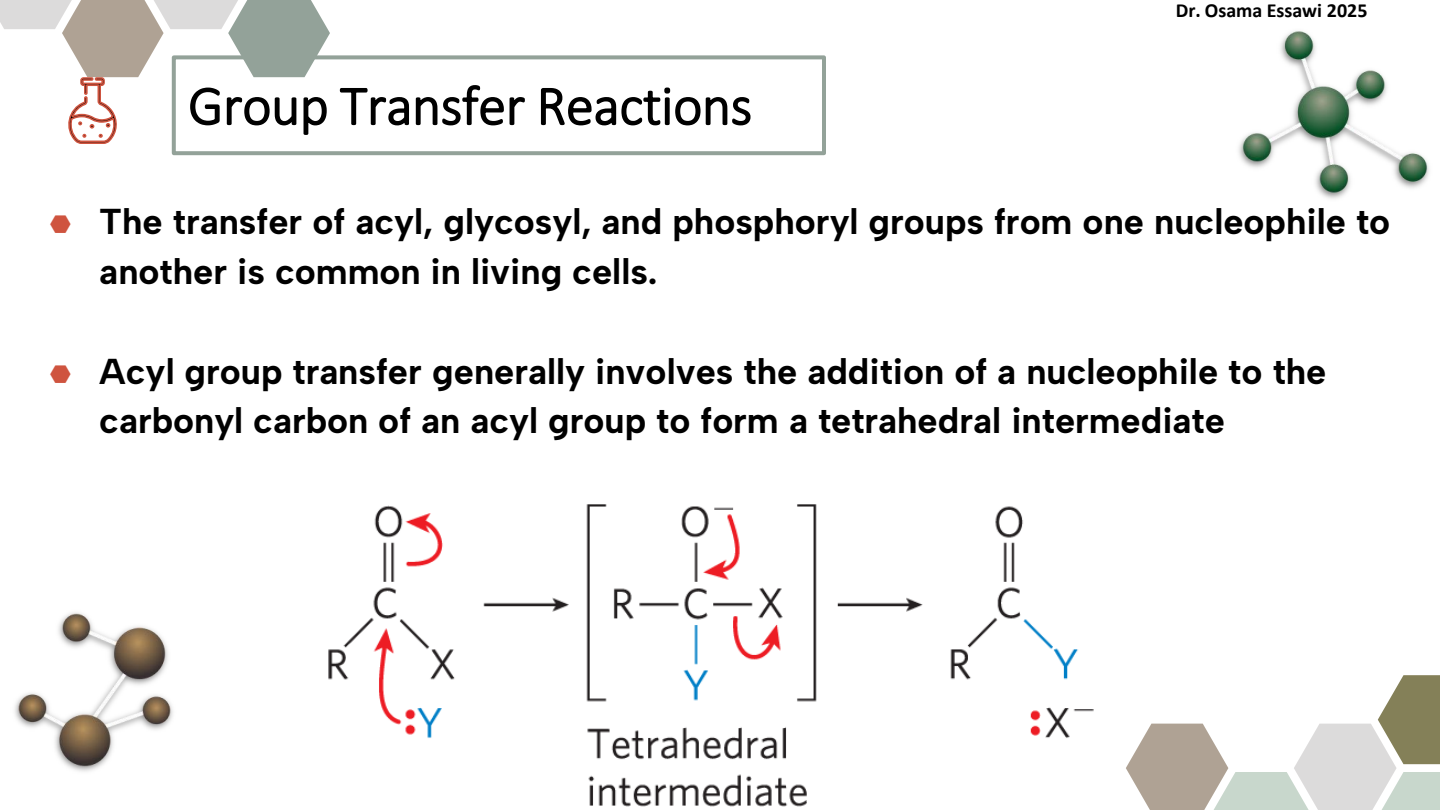 Dr. Osama Essawi 2025
Group Transfer Reactions
The transfer of acyl, glycosyl, and phosphoryl groups from one nucleophile to
another is common in living cells.
Acyl group transfer generally involves the addition of a nucleophile to the
carbonyl carbon of an acyl group to form a tetrahedral intermediate
O O– O
C R—C—X C
R X Y R Y
:Y :X–
Tetrahedral
intermediate